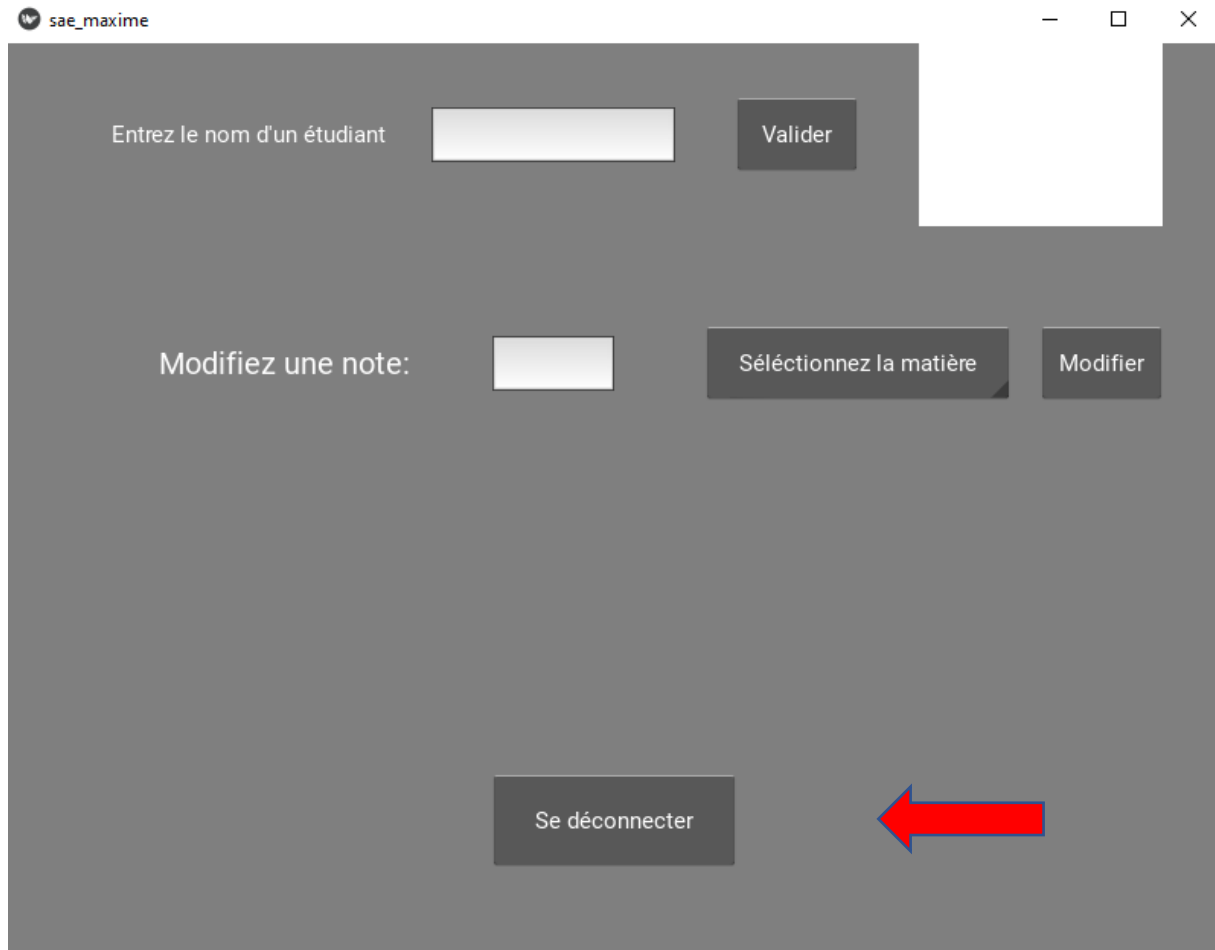 sae_maxime
Entrez le nom d'un étudiant
Valider
Modifiez une note:
Séléctionnez la matière
Modifier
Se déconnecter